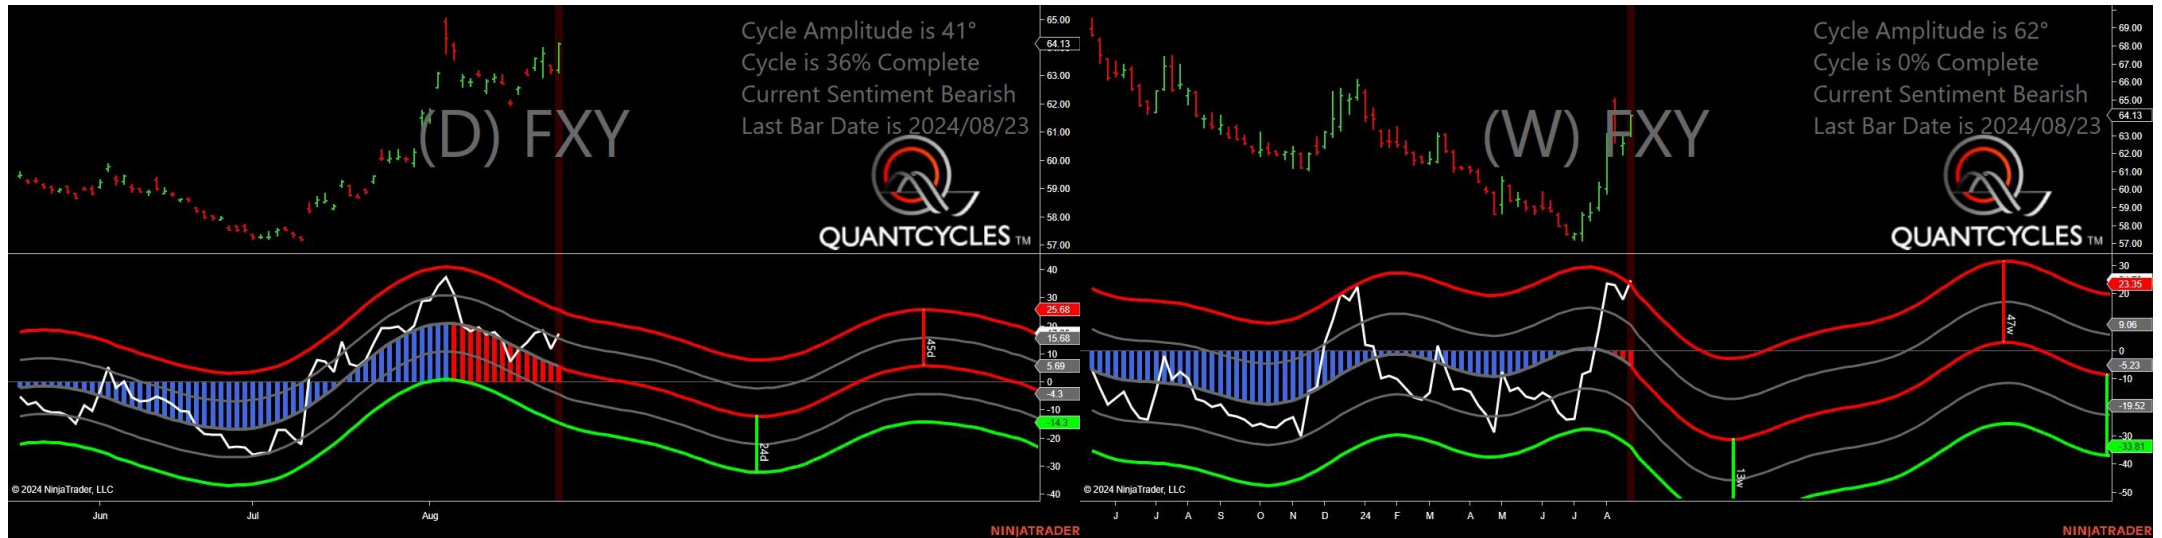 Cycle Amplitude is 41°
Cycle is 36% Complete
Current Sentiment Bearish
Last Bar Date is 2024/08/23
(D) FXY
QUANTCYCLES TM
65.00
64.13
63.00
62.00
61.00
60.00
59.00
58.00
57.00
40
30
25.68
20
15.68
10
5.69
0
-4.3
-10
-14.3
-20
-30
-40
45d
24d
© 2024 NinjaTrader, LLC
Jun Jul Aug
NINJATRADER
Cycle Amplitude is 62°
Cycle is 0% Complete
Current Sentiment Bearish
Last Bar Date is 2024/08/23
(W) FXY
QUANTCYCLES TM
69.00
68.00
67.00
66.00
65.00
64.13
63.00
62.00
61.00
60.00
59.00
58.00
57.00
30
23.35
20
9.06
0
-5.23
-10
-19.52
-30
-33.81
-40
-50
47w
13w
© 2024 NinjaTrader, LLC
J J A S O N D 24 F M A M J J A
NINJATRADER